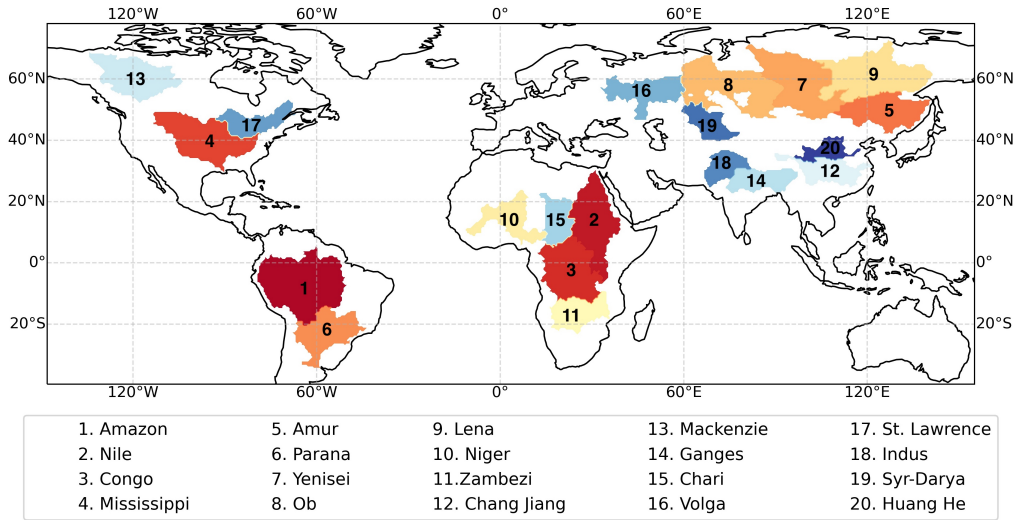 120°W 60°W 0° 60°E 120°E
60°N 60°N
40°N 40°N
20°N 20°N
0° 0°
20°S 20°S
13
16
8
7
9
5
17
4
19
20
18
14
12
10
15
2
3
1
11
6
120°W 60°W 0° 60°E 120°E
1. Amazon 5. Amur 9. Lena 13. Mackenzie 17. St. Lawrence
2. Nile 6. Parana 10. Niger 14. Ganges 18. Indus
3. Congo 7. Yenisei 11.Zambezi 15. Chari 19. Syr-Darya
4. Mississippi 8. Ob 12. Chang Jiang 16. Volga 20. Huang He